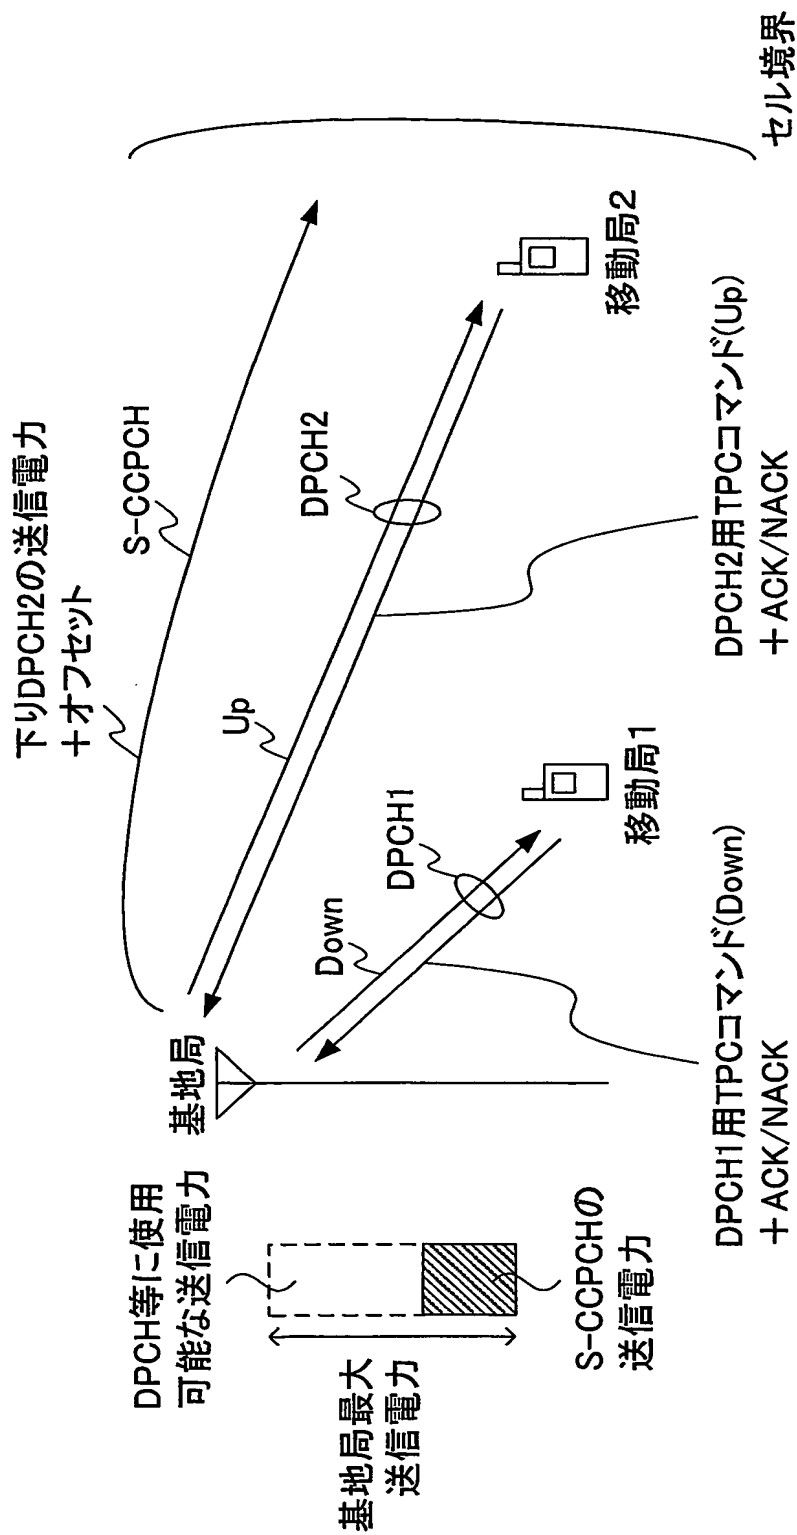 下りDPCH2の送信電力
＋オフセット
S-CCPCH
Up
DPCH2
セル境界
移動局2
基地局
Down
DPCH1
移動局1
DPCH2用TPCコマンド(Up)
＋ACK/NACK
DPCH1用TPCコマンド(Down)
＋ACK/NACK
DPCH等に使用
可能な送信電力
基地局最大
送信電力
S-CCPCHの
送信電力